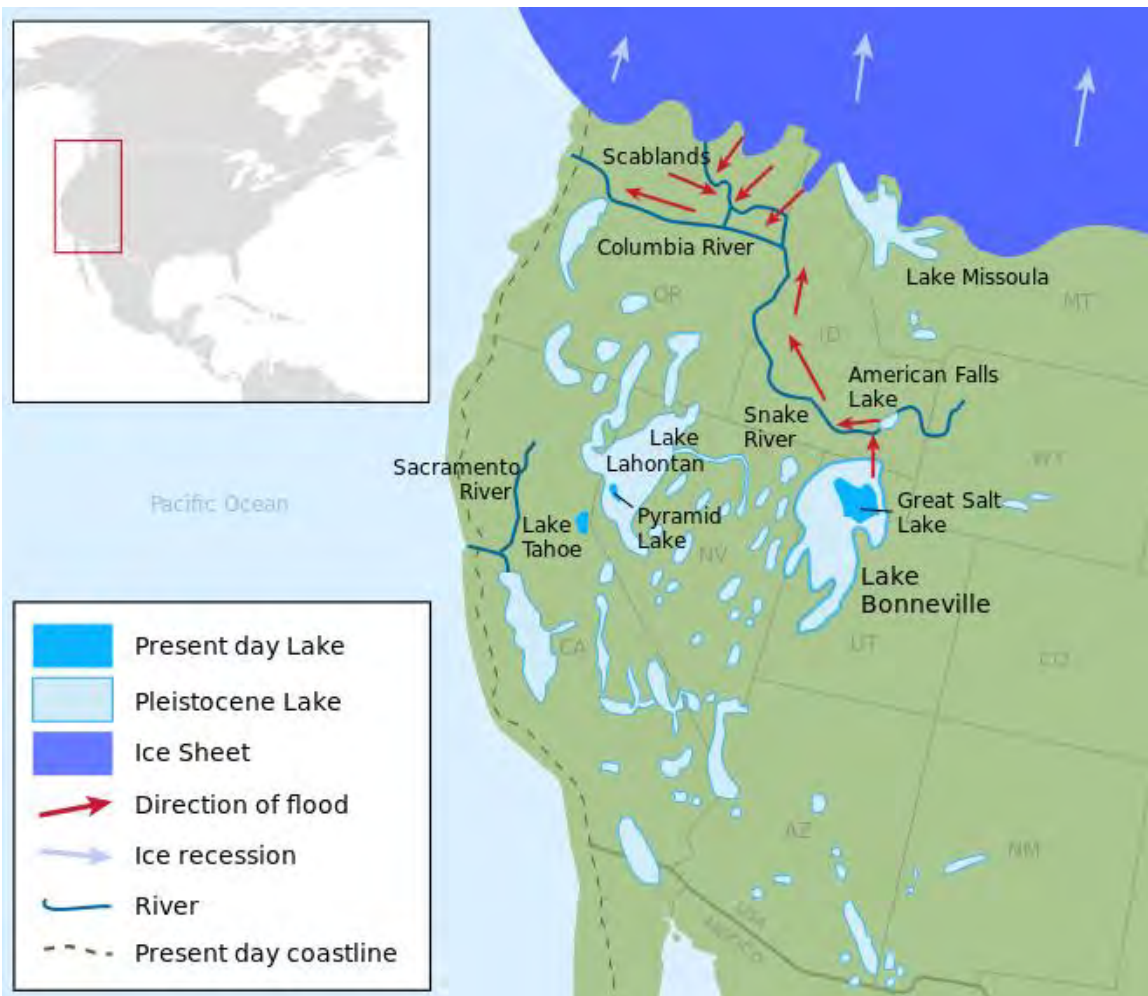 Scablands
Columbia River
Lake Missoula
OR
ID
MT
American Falls
Lake
Snake
River
Lake
Lahontan
WY
Sacramento
River
Pacific Ocean
Great Salt
Lake
Pyramid
Lake
Lake
Tahoe
NV
Lake
Bonneville
CA
UT
CO
AZ
NM
USA
MEXICO
Present day Lake
Pleistocene Lake
Ice Sheet
Direction of flood
Ice recession
River
Present day coastline